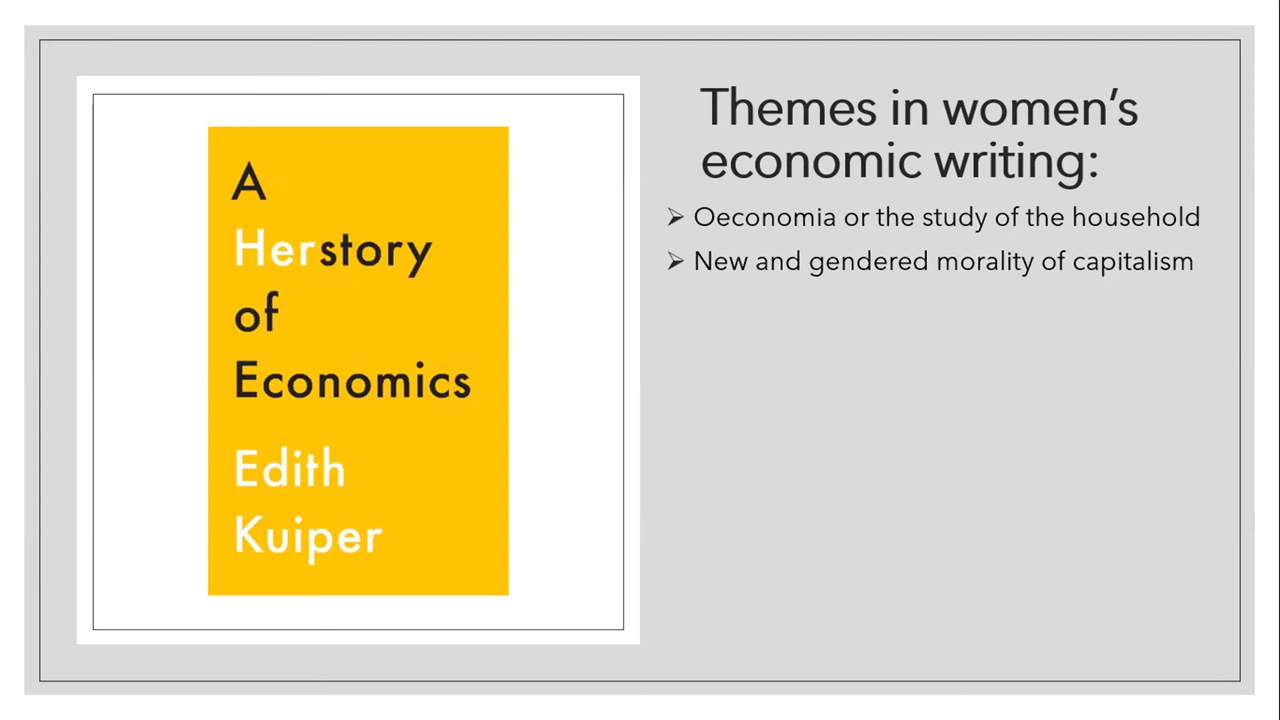 A
Herstory
of
Economics
Edith
Kuiper
Themes in women’s
economic writing:
➢ Oeconomia or the study of the household
➢ New and gendered morality of capitalism